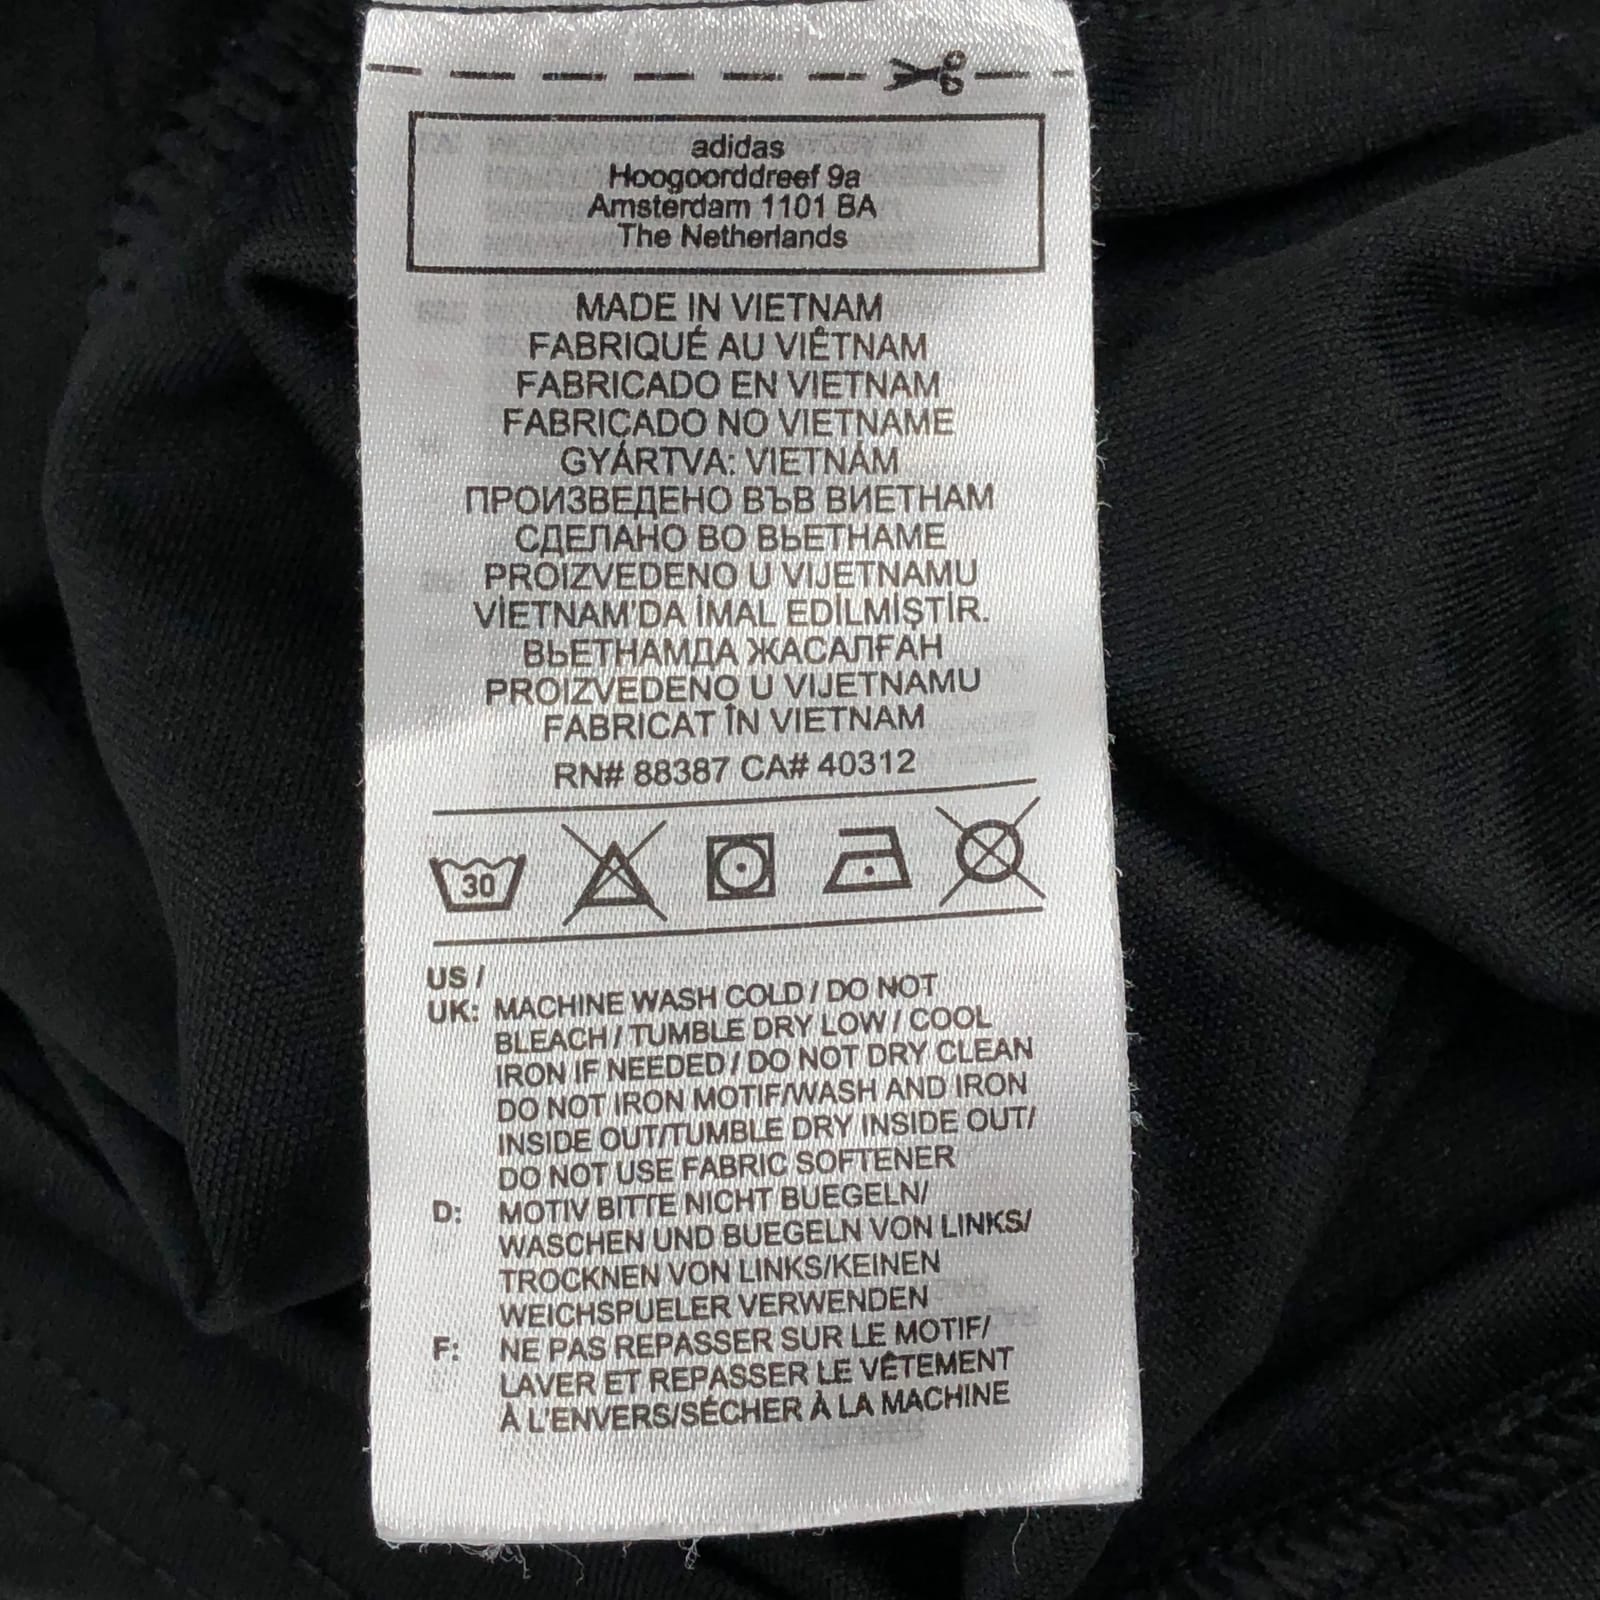 adidas
Hoogoorddreef 9a
Amsterdam 1101 BA
The Netherlands
MADE IN VIETNAM
FABRIQUÉ AU VIÊTNAM
FABRICADO EN VIETNAM
FABRICADO NO VIETNAME
GYÁRTVA: VIETNÁM
ПРОИЗВЕДЕНО ВЪВ ВИЕТНАМ
СДЕЛАНО ВО ВЬЕТНАМЕ
PROIZVEDENO U VIJETNAMU
VİETNAM'DA İMAL EDİLMİŞTİR.
ВЬЕТНАМДА ЖАСАЛҒАН
PROIZVEDENO U VIJETNAMU
FABRICAT ÎN VIETNAM
RN# 88387 CA# 40312
30
US /
UK: MACHINE WASH COLD / DO NOT
BLEACH / TUMBLE DRY LOW / COOL
IRON IF NEEDED / DO NOT DRY CLEAN
DO NOT IRON MOTIF/WASH AND IRON
INSIDE OUT/TUMBLE DRY INSIDE OUT/
DO NOT USE FABRIC SOFTENER
D: MOTIV BITTE NICHT BUEGELN/
WASCHEN UND BUEGELN VON LINKS/
TROCKNEN VON LINKS/KEINEN
WEICHSPUELER VERWENDEN
F: NE PAS REPASSER SUR LE MOTIF/
LAVER ET REPASSER LE VÊTEMENT
À L'ENVERS/SÉCHER À LA MACHINE